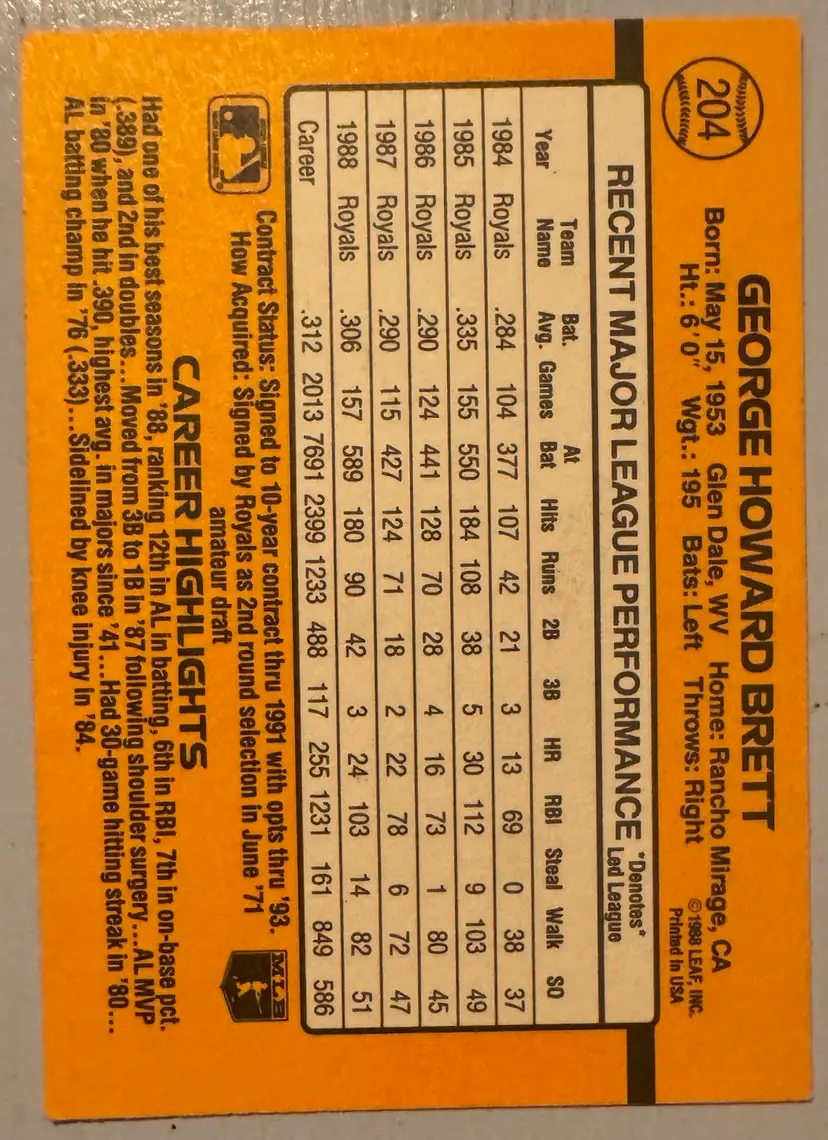 204
GEORGE HOWARD BRETT
Born: May 15, 1953 Glen Dale, WV Home: Rancho Mirage, CA
Ht.: 6'0" Wgt.: 195 Bats: Left Throws: Right
©1988 LEAF, INC.
Printed in USA
RECENT MAJOR LEAGUE PERFORMANCE *Denotes*
Led League
Year Team Name Bat. Avg. Games At Bat Hits Runs 2B 3B HR RBI Steal Walk SO
1984 Royals .284 104 377 107 42 21 3 13 69 0 38 37
1985 Royals .335 155 550 184 108 38 5 30 112 9 103 49
1986 Royals .290 124 441 128 70 28 4 16 73 1 80 45
1987 Royals .290 115 427 124 71 18 2 22 78 6 72 47
1988 Royals .306 157 589 180 90 42 3 24 103 14 82 51
Career .312 2013 7691 2399 1233 488 117 255 1231 161 849 586
Contract Status: Signed to 10-year contract thru 1991 with opts thru '93.
How Acquired: Signed by Royals as 2nd round selection in June '71
amateur draft
MLB
CAREER HIGHLIGHTS
Had one of his best seasons in '88, ranking 12th in AL in batting, 6th in RBI, 7th in on-base pct.
(.389), and 2nd in doubles...Moved from 3B to 1B in '87 following shoulder surgery...AL MVP
in '80 when he hit .390, highest avg. in majors since '41...Had 30-game hitting streak in '80...
AL batting champ in '76 (.333)...Sidelined by knee injury in '84.